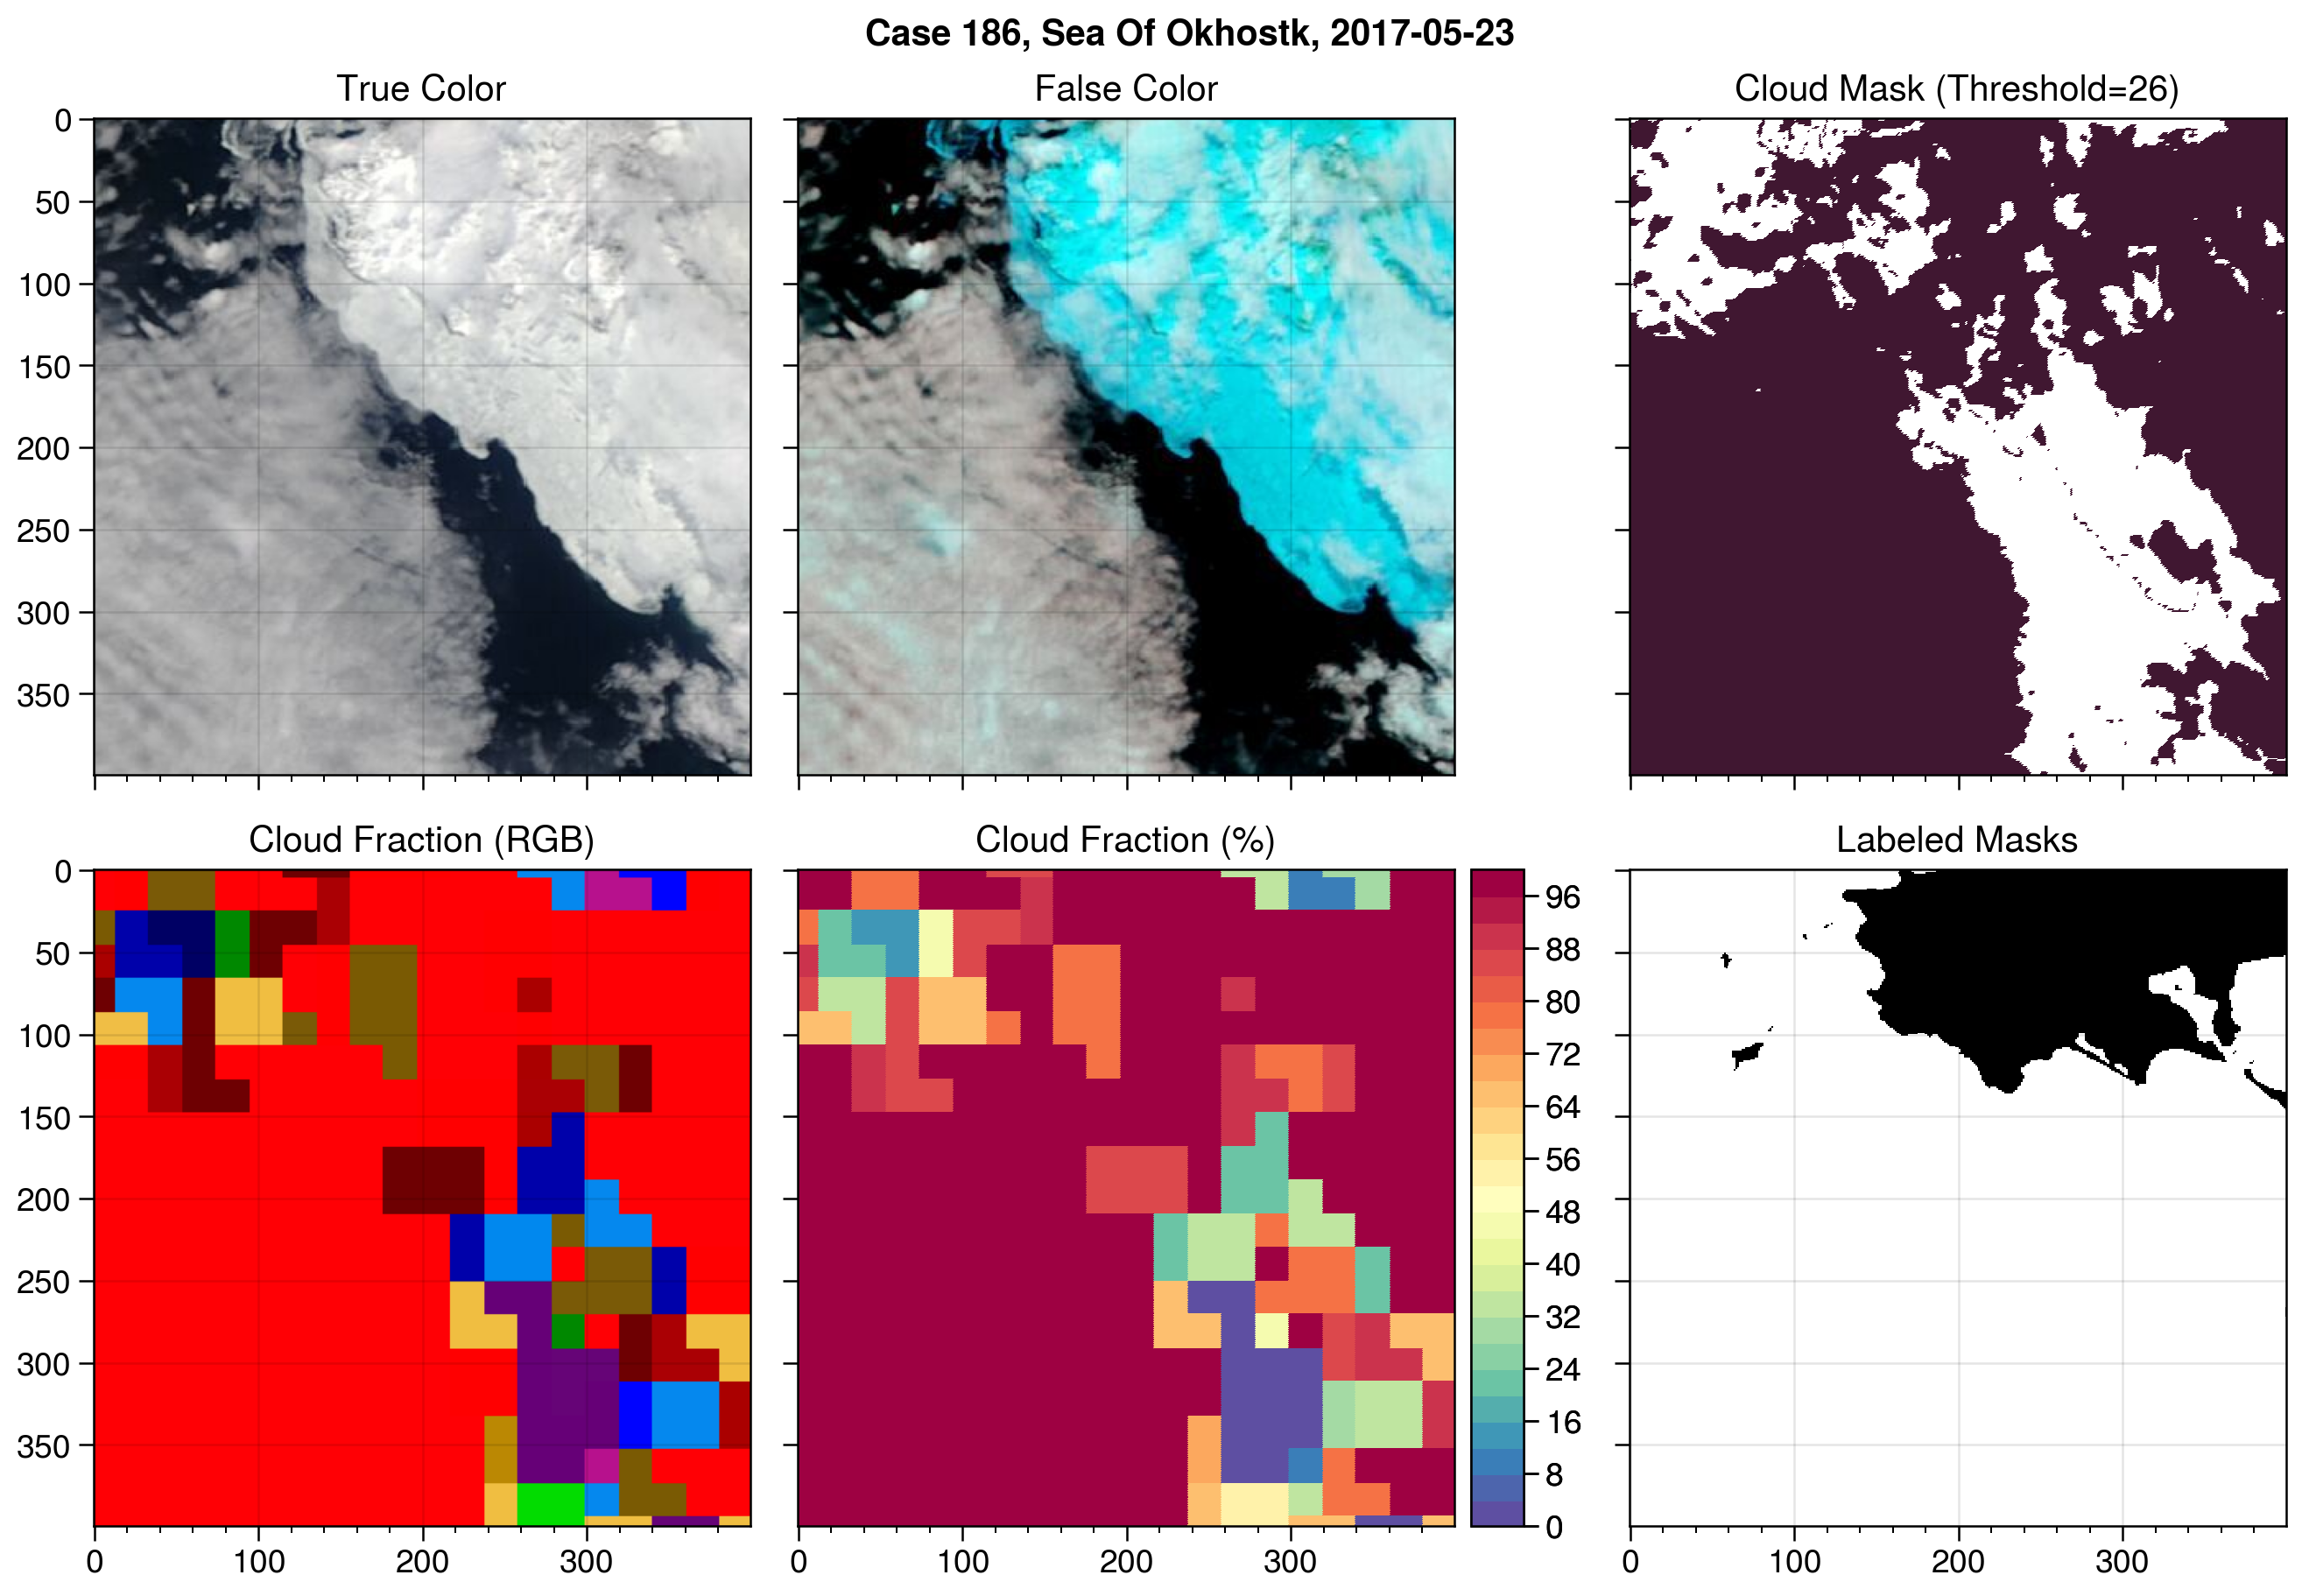 Case 186, Sea Of Okhostk, 2017-05-23
True Color
False Color
Cloud Mask (Threshold=26)
0
50
100
150
200
250
300
350
Cloud Fraction (RGB)
Cloud Fraction (%)
Labeled Masks
0
50
100
150
200
250
300
350
96
88
80
72
64
56
48
40
32
24
16
8
0
0 100 200 300
0 100 200 300
0 100 200 300